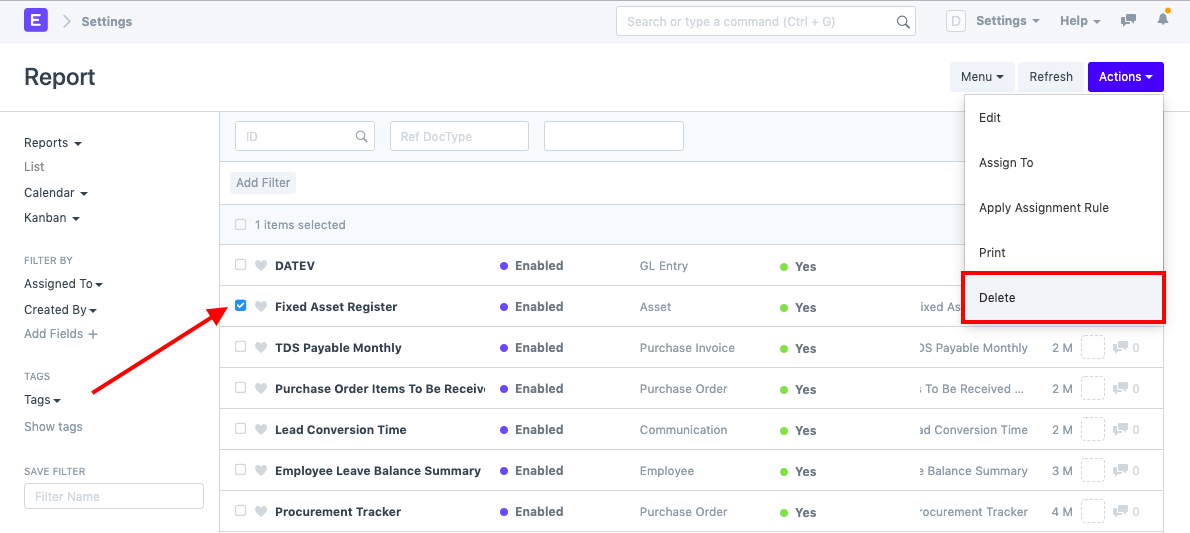 E Settings
Search or type a command (Ctrl + G)
D Settings Help
Report
Menu Refresh Actions
Edit
Assign To
Apply Assignment Rule
Print
Delete
Reports
List
Calendar
Kanban
FILTER BY
Assigned To
Created By
Add Fields +
TAGS
Tags
Show tags
SAVE FILTER
Filter Name
ID Ref DocType
Add Filter
1 items selected
DATEV Enabled GL Entry Yes
Fixed Asset Register Enabled Asset Yes ixed As
TDS Payable Monthly Enabled Purchase Invoice Yes DS Payable Monthly 2 M 0
Purchase Order Items To Be Receive Enabled Purchase Order Yes s To Be Received ... 2 M 0
Lead Conversion Time Enabled Communication Yes ad Conversion Time 2 M 0
Employee Leave Balance Summary Enabled Employee Yes e Balance Summary 3 M 0
Procurement Tracker Enabled Purchase Order Yes rocurement Tracker 4 M 0